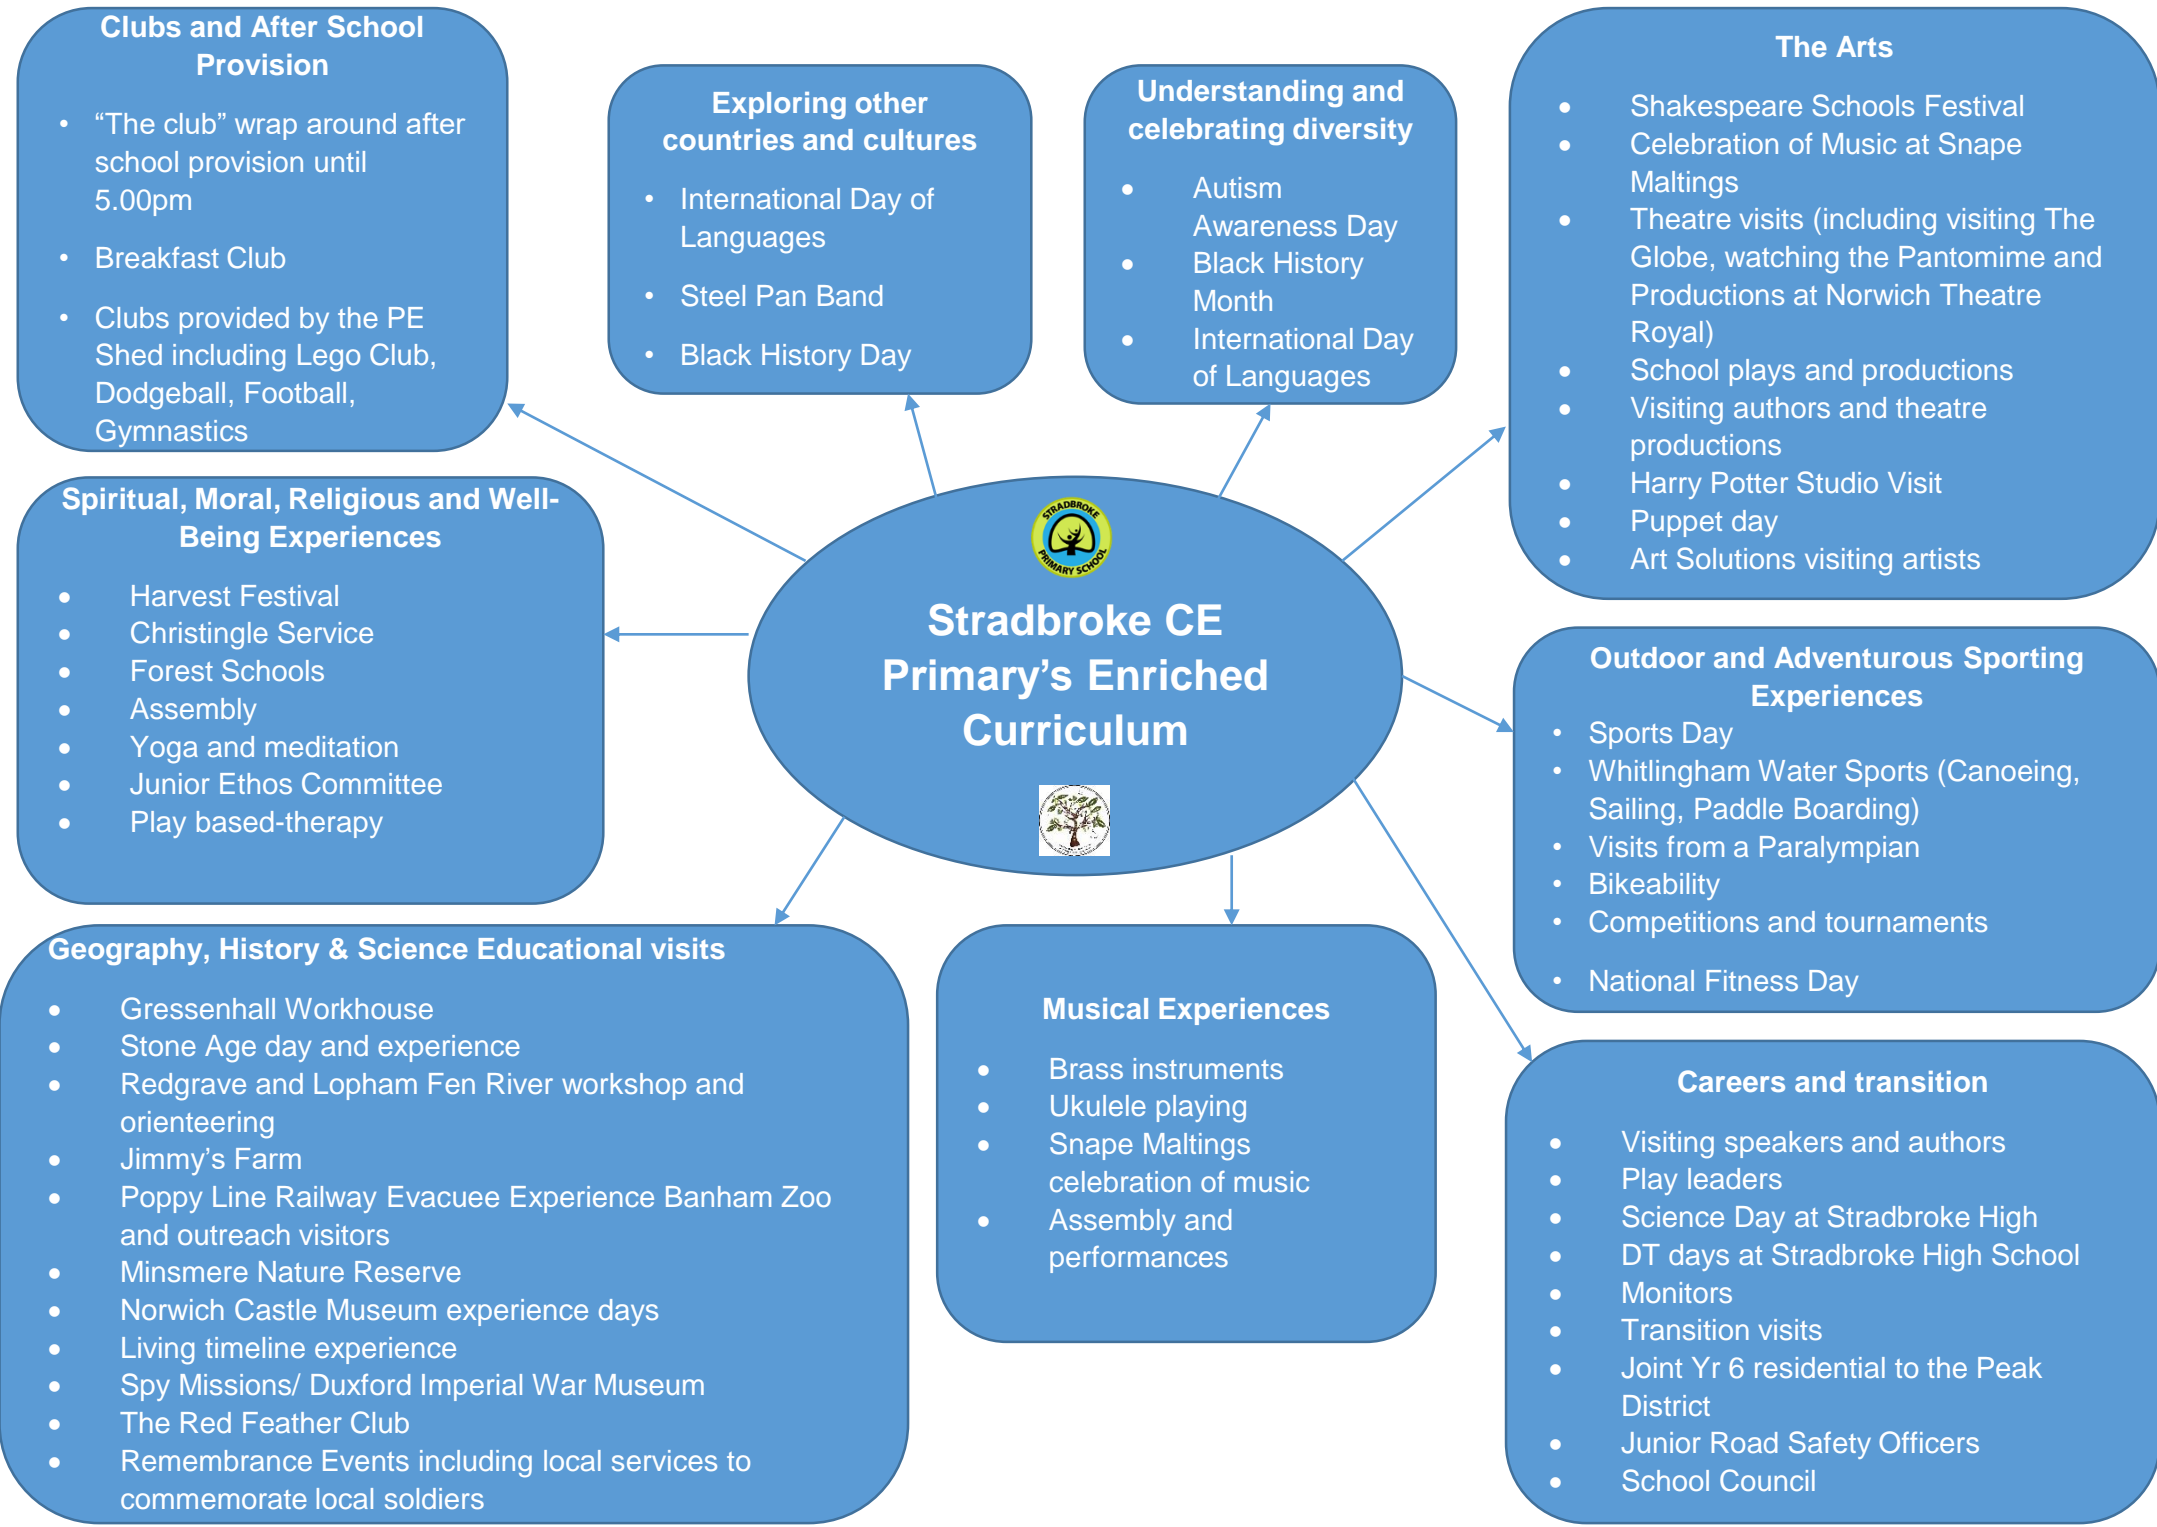 Clubs and After School
Provision
• “The club” wrap around after
school provision until
5.00pm
• Breakfast Club
• Clubs provided by the PE
Shed including Lego Club,
Dodgeball, Football,
Gymnastics
Exploring other
countries and cultures
• International Day of
Languages
• Steel Pan Band
• Black History Day
Understanding and
celebrating diversity
• Autism
Awareness Day
• Black History
Month
• International Day
of Languages
The Arts
• Shakespeare Schools Festival
• Celebration of Music at Snape
Maltings
• Theatre visits (including visiting The
Globe, watching the Pantomime and
Productions at Norwich Theatre
Royal)
• School plays and productions
• Visiting authors and theatre
productions
• Harry Potter Studio Visit
• Puppet day
• Art Solutions visiting artists
Spiritual, Moral, Religious and Well-
Being Experiences
• Harvest Festival
• Christingle Service
• Forest Schools
• Assembly
• Yoga and meditation
• Junior Ethos Committee
• Play based-therapy
STRADBROKE
PRIMARY SCHOOL
Stradbroke CE
Primary’s Enriched
Curriculum
Outdoor and Adventurous Sporting
Experiences
• Sports Day
• Whitlingham Water Sports (Canoeing,
Sailing, Paddle Boarding)
• Visits from a Paralympian
• Bikeability
• Competitions and tournaments
• National Fitness Day
Geography, History & Science Educational visits
• Gressenhall Workhouse
• Stone Age day and experience
• Redgrave and Lopham Fen River workshop and
orienteering
• Jimmy’s Farm
• Poppy Line Railway Evacuee Experience Banham Zoo
and outreach visitors
• Minsmere Nature Reserve
• Norwich Castle Museum experience days
• Living timeline experience
• Spy Missions/ Duxford Imperial War Museum
• The Red Feather Club
• Remembrance Events including local services to
commemorate local soldiers
Musical Experiences
• Brass instruments
• Ukulele playing
• Snape Maltings
celebration of music
• Assembly and
performances
Careers and transition
• Visiting speakers and authors
• Play leaders
• Science Day at Stradbroke High
• DT days at Stradbroke High School
• Monitors
• Transition visits
• Joint Yr 6 residential to the Peak
District
• Junior Road Safety Officers
• School Council